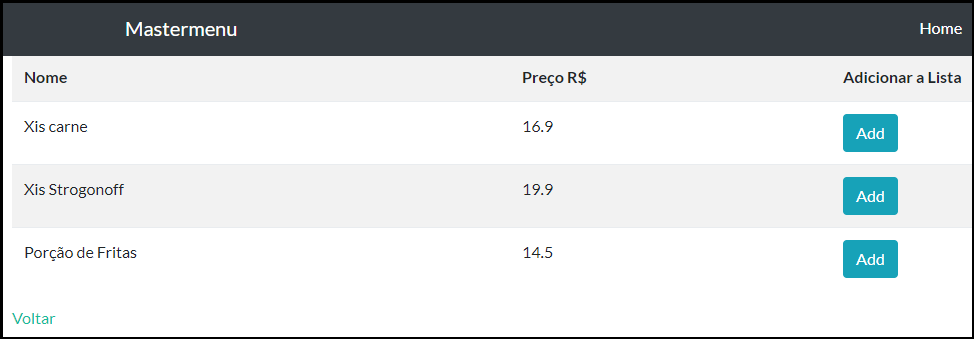 Mastermenu Home
Nome Preço R$ Adicionar a Lista
Xis carne 16.9 Add
Xis Strogonoff 19.9 Add
Porção de Fritas 14.5 Add
Voltar